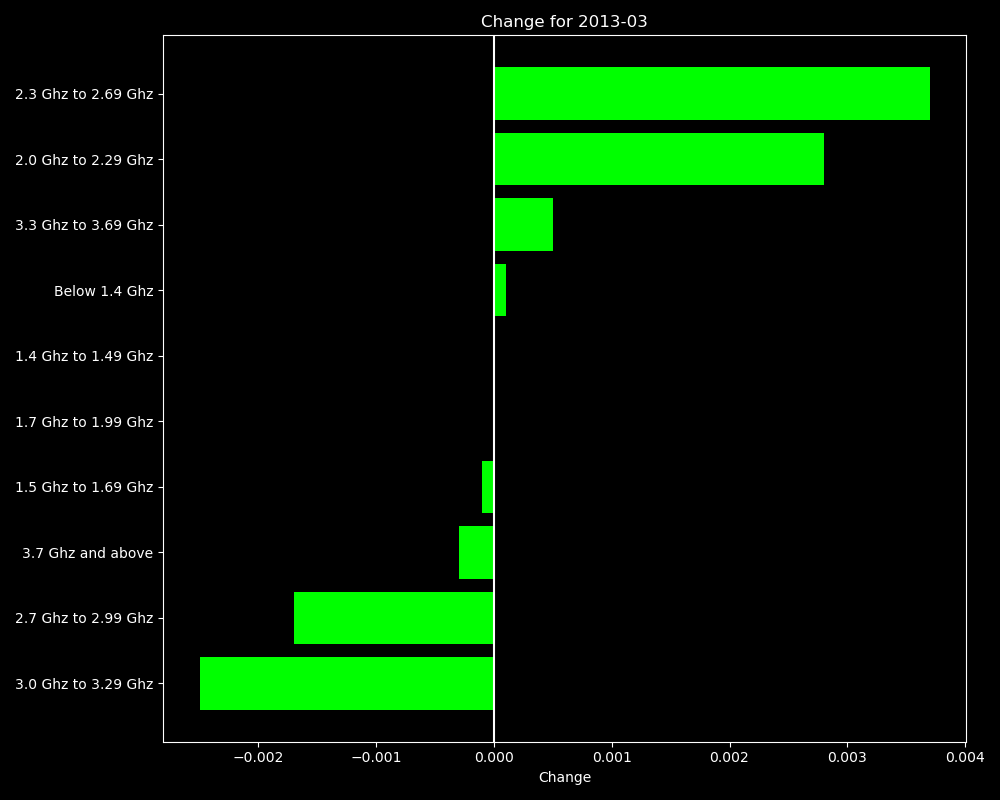 Change for 2013-03
2.3 Ghz to 2.69 Ghz
2.0 Ghz to 2.29 Ghz
3.3 Ghz to 3.69 Ghz
Below 1.4 Ghz
1.4 Ghz to 1.49 Ghz
1.7 Ghz to 1.99 Ghz
1.5 Ghz to 1.69 Ghz
3.7 Ghz and above
2.7 Ghz to 2.99 Ghz
3.0 Ghz to 3.29 Ghz
−0.002 −0.001 0.000 0.001 0.002 0.003 0.004
Change